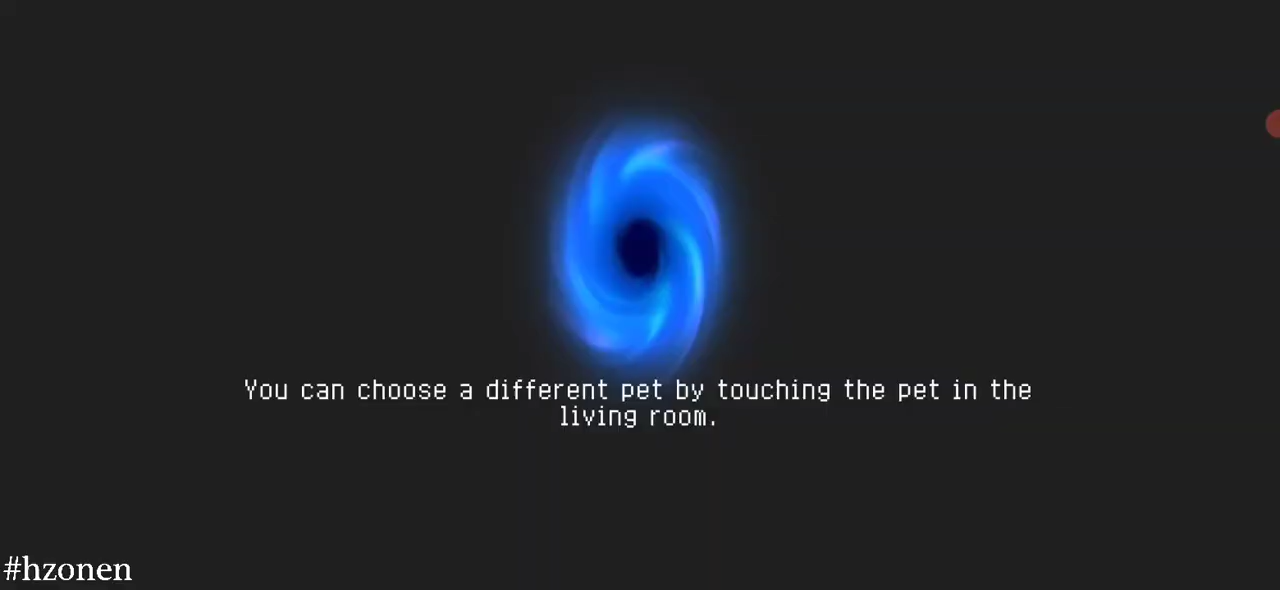 You can choose a different pet by touching the pet in the
living room.
#hzonen